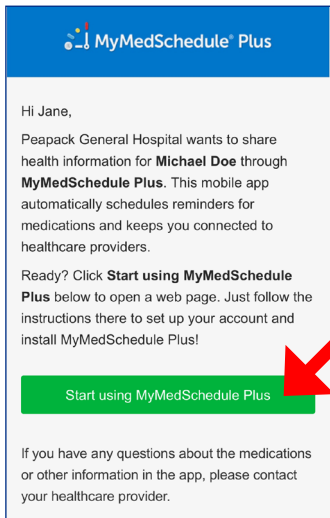 MyMedSchedule® Plus
Hi Jane,
Peapack General Hospital wants to share
health information for Michael Doe through
MyMedSchedule Plus. This mobile app
automatically schedules reminders for
medications and keeps you connected to
healthcare providers.
Ready? Click Start using MyMedSchedule
Plus below to open a web page. Just follow the
instructions there to set up your account and
install MyMedSchedule Plus!
Start using MyMedSchedule Plus
If you have any questions about the medications
or other information in the app, please contact
your healthcare provider.